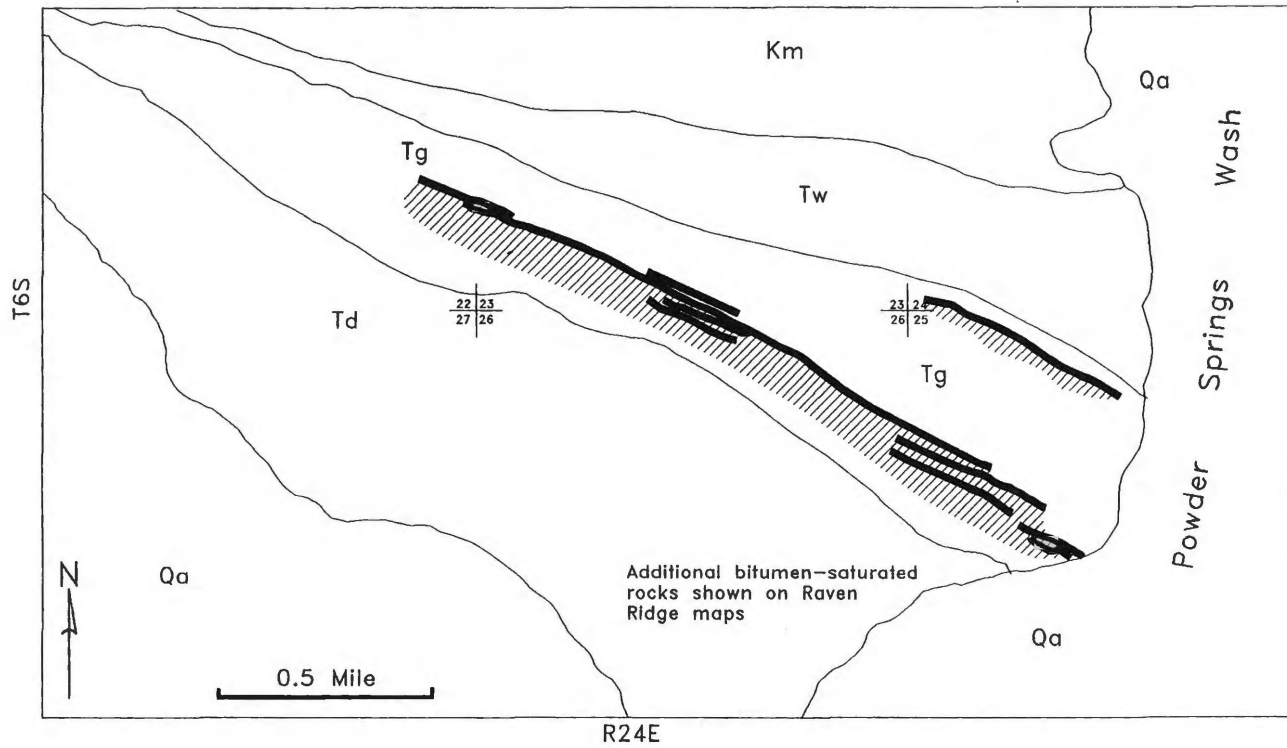 Km
Qa
Wash
Tg
Tw
T6S
Td
22 23
27 26
23 24
26 25
Springs
Tg
Powder
N
Qa
Additional bitumen-saturated
rocks shown on Raven
Ridge maps
Qa
0.5 Mile
R24E